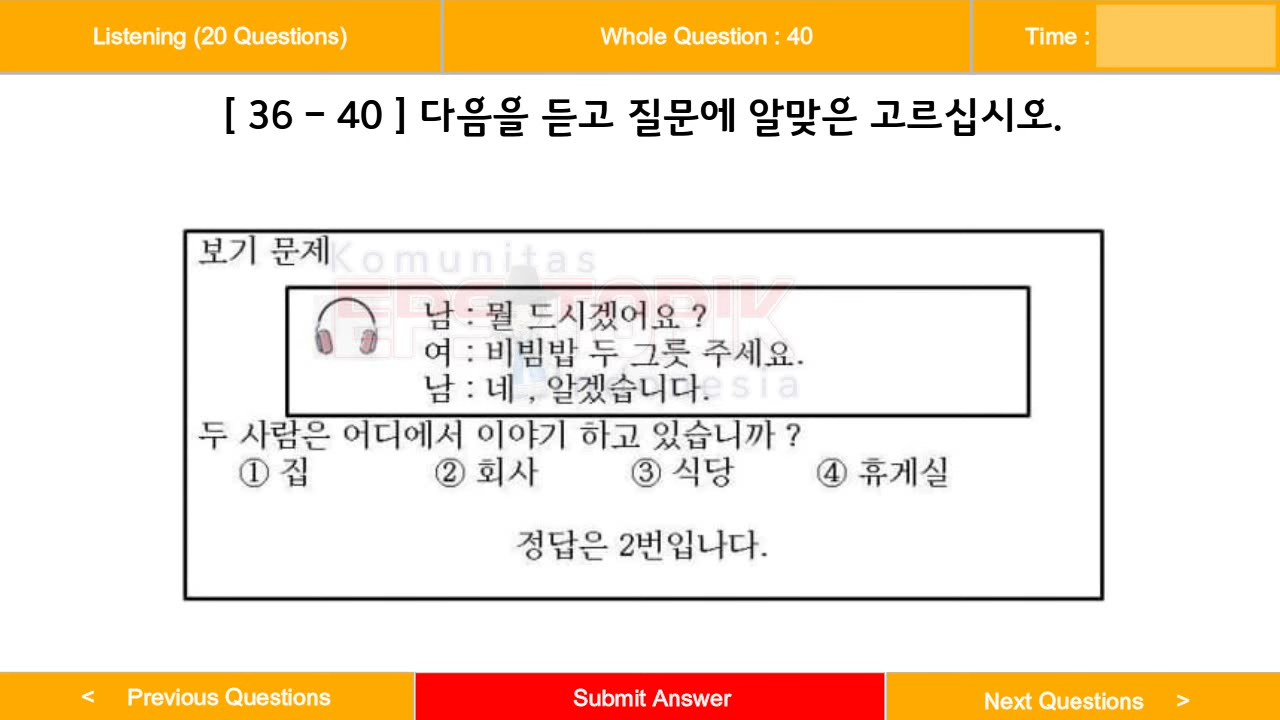 Listening (20 Questions)
Whole Question : 40
Time :
[ 36 - 40 ] 다음을 듣고 질문에 알맞은 고르십시오.
보기 문제
Komunitas
EPS TOPIK
남 : 뭘 드시겠어요 ?
여 : 비빔밥 두 그릇 주세요.
남 : 네 , 알겠습니다.
두 사람은 어디에서 이야기 하고 있습니까 ?
① 집 ② 회사 ③ 식당 ④ 휴게실
정답은 2번입나다.
< Previous Questions
Submit Answer
Next Questions >